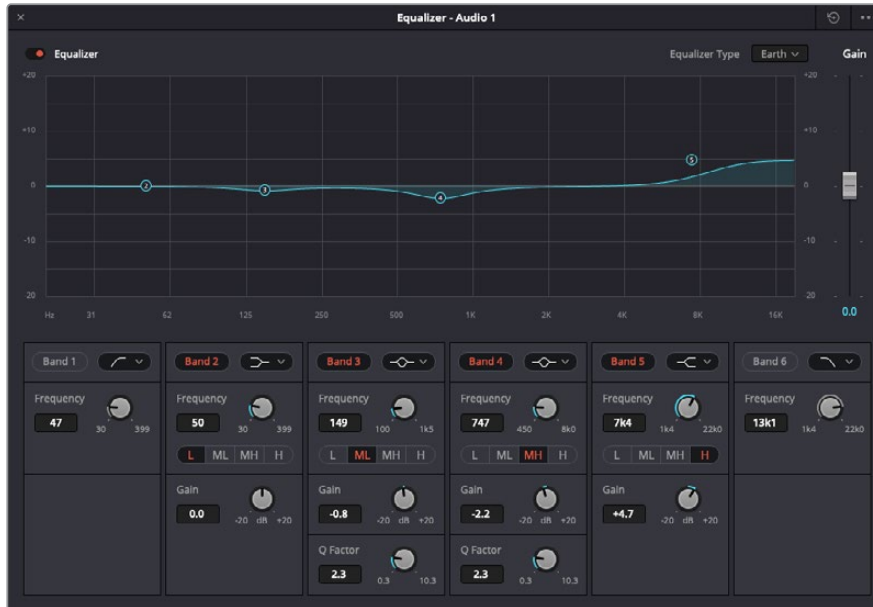 × Equalizer - Audio 1
Equalizer Equalizer Type Earth Gain
+20 +20
+10 +10
0 0
-10 -10
20 20
Hz 31 62 125 250 500 1K 2K 4K 8K 16K 0.0
2 3 4 5
Band 1 Band 2 Band 3 Band 4 Band 5 Band 6
Frequency Frequency Frequency Frequency Frequency Frequency
47 30 399 50 30 399 149 100 1k5 747 450 8k0 7k4 1k4 22k0 13k1 1k4 22k0
L ML MH H L ML MH H L ML MH H L ML MH H
Gain Gain Gain Gain
0.0 -20 dB +20 -0.8 -20 dB +20 -2.2 -20 dB +20 +4.7 -20 dB +20
Q Factor Q Factor
2.3 0.3 10.3 2.3 0.3 10.3